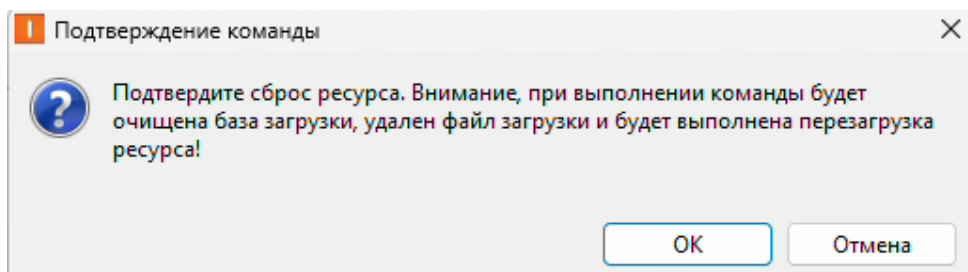 Подтверждение команды
Подтвердите сброс ресурса. Внимание, при выполнении команды будет
очищена база загрузки, удален файл загрузки и будет выполнена перезагрузка
ресурса!
ОК
Отмена